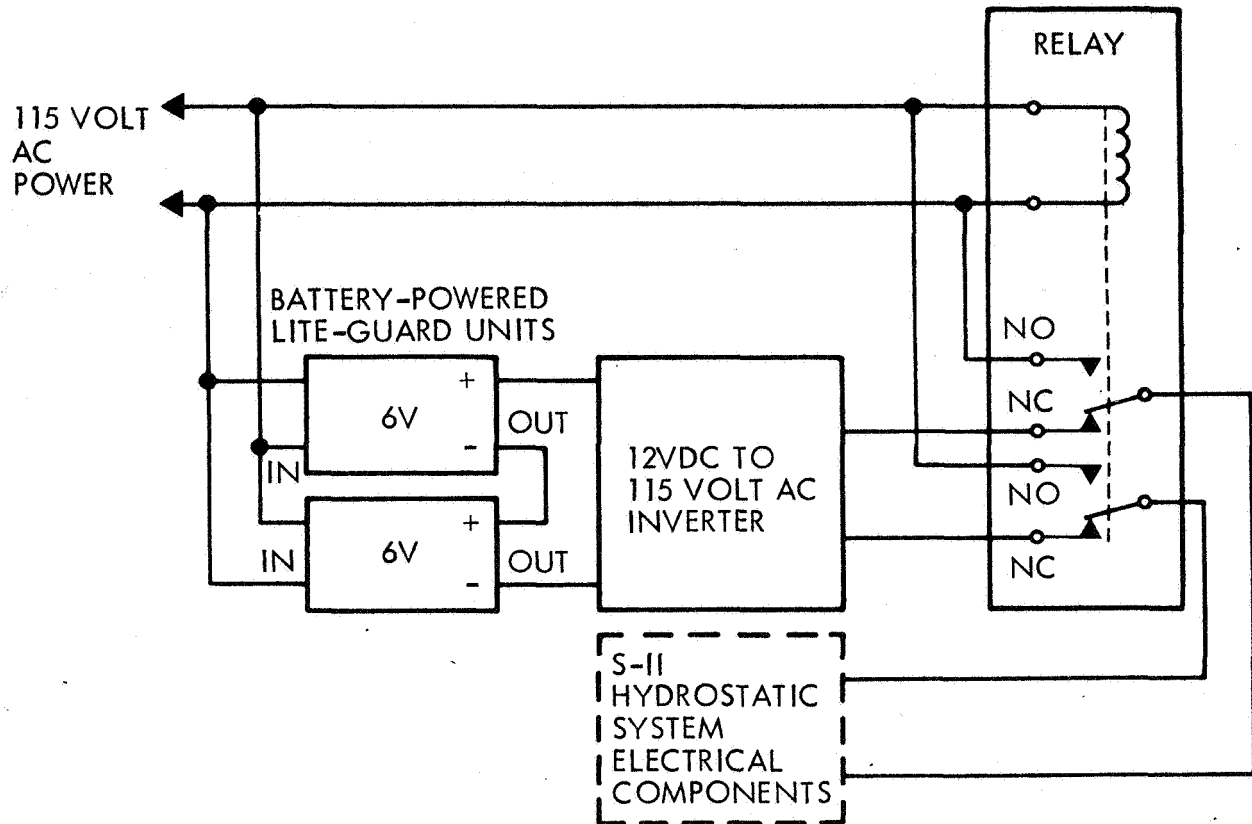 RELAY
115 VOLT
AC
POWER
BATTERY-POWERED
LITE-GUARD UNITS
+
6V
OUT
-
IN
+
6V
IN
OUT
-
12VDC TO
115 VOLT AC
INVERTER
NO
NC
NO
NC
S-II
HYDROSTATIC
SYSTEM
ELECTRICAL
COMPONENTS